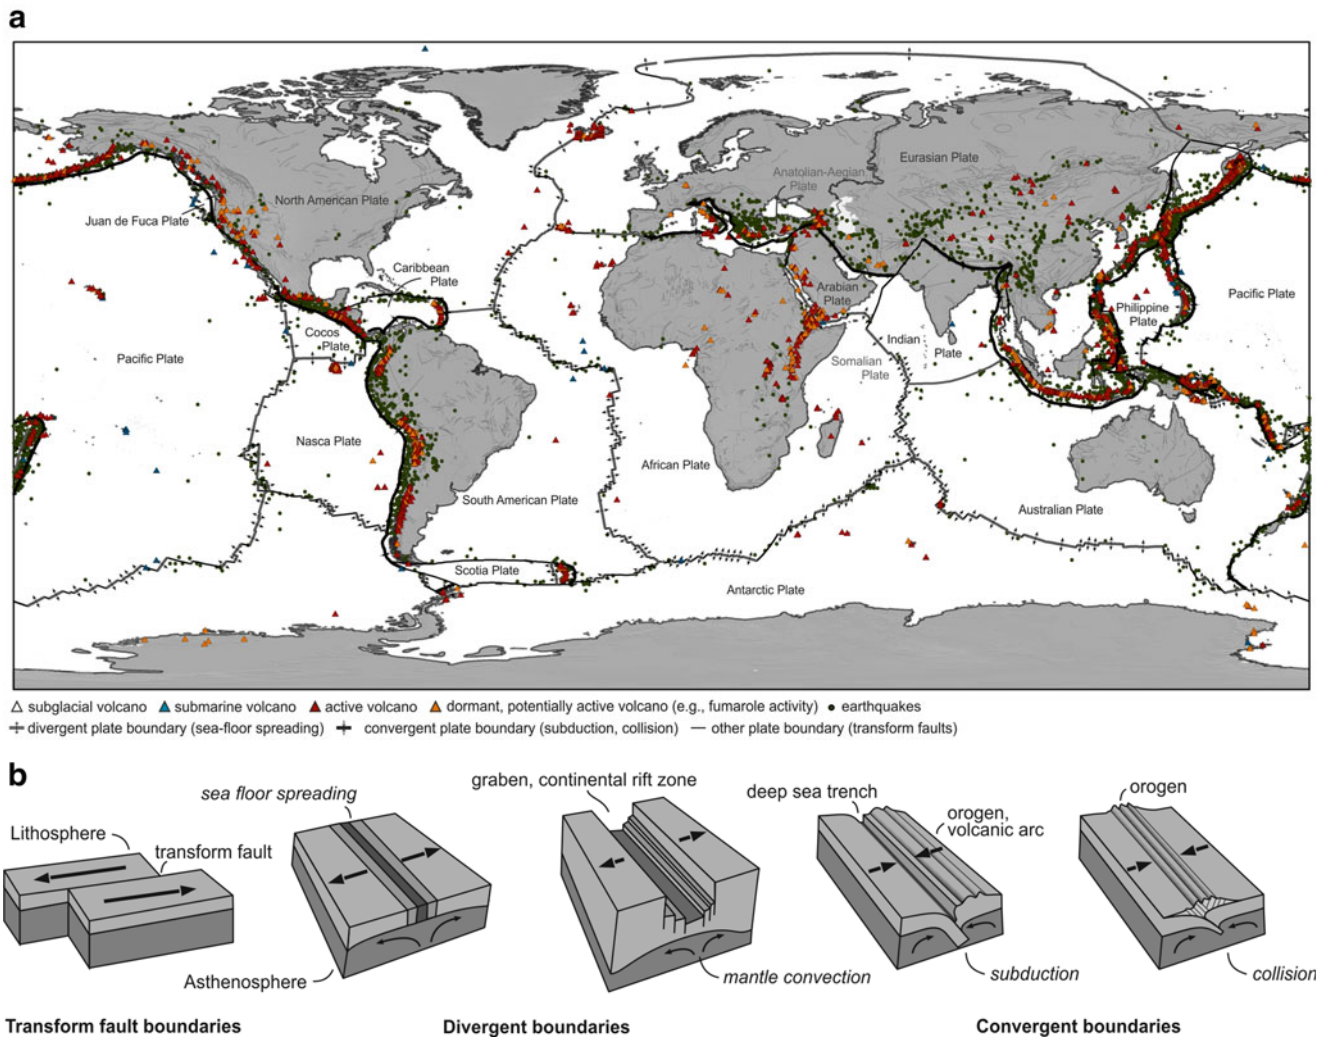 a
Eurasian Plate
Anatolian-Aegian
Plate
North American Plate
Juan de Fuca Plate
Caribbean
Plate
Arabian
Plate
Philippine
Plate
Pacific Plate
Cocos
Plate
Indian
Plate
Somalian
Plate
Pacific Plate
Nasca Plate
African Plate
South American Plate
Australian Plate
Scotia Plate
Antarctic Plate
subglacial volcano submarine volcano active volcano dormant, potentially active volcano (e.g., fumarole activity) earthquakes
divergent plate boundary (sea-floor spreading) convergent plate boundary (subduction, collision) other plate boundary (transform faults)
b
sea floor spreading
graben, continental rift zone
deep sea trench
orogen
orogen,
volcanic arc
Lithosphere
transform fault
Asthenosphere
mantle convection
subduction
collision
Transform fault boundaries
Divergent boundaries
Convergent boundaries